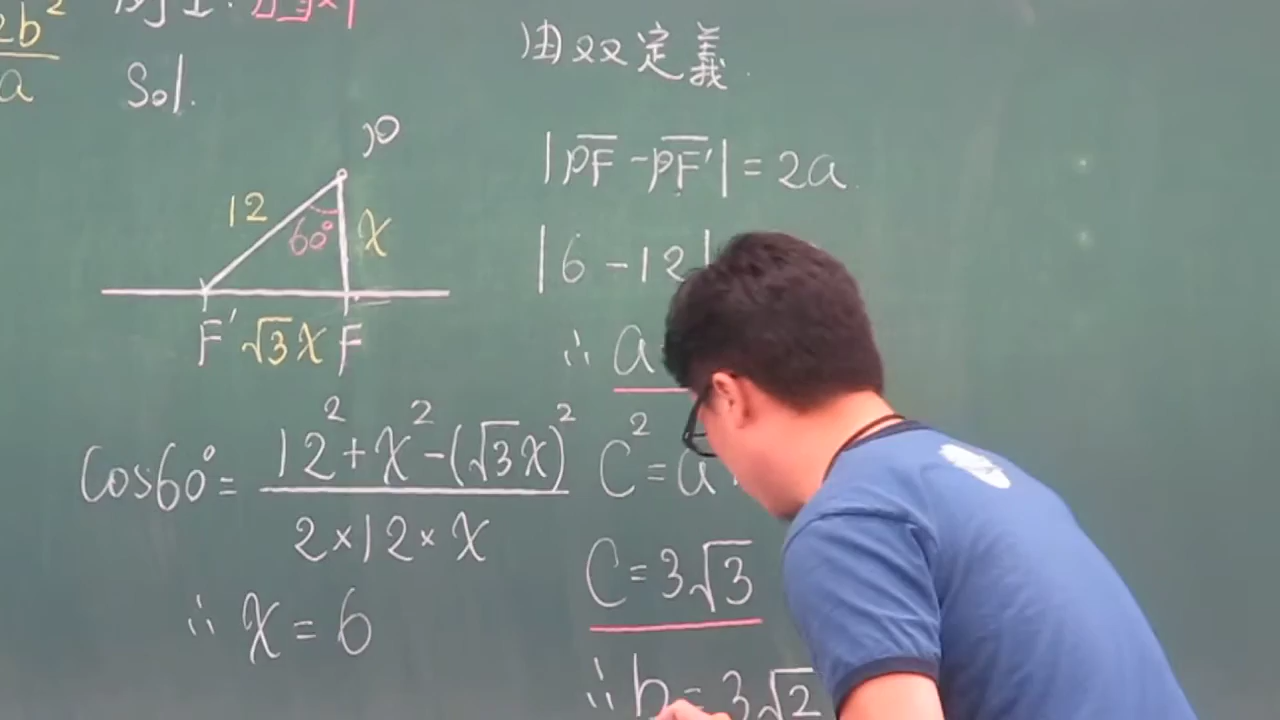 2b²
a
Sol.
P
12
60°
x
F' √3x F
cos60° = (12² + x² - (√3x)²) / (2×12×x)
∴ x = 6
由双定義
|PF̅ - PF'̅| = 2a
|6 - 12|
∴ a
c² = a²
c = 3√3
∴ b = 3√2